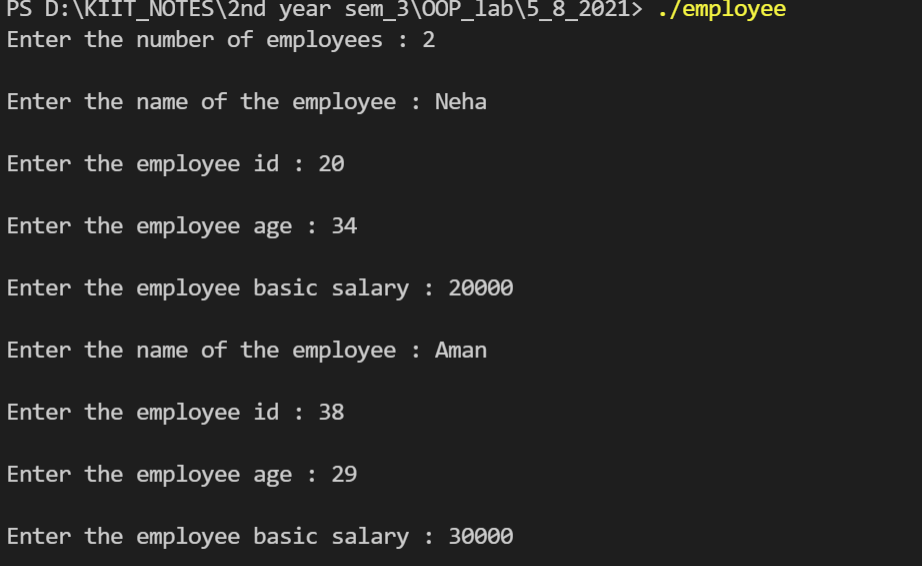 PS D:\KIIT_NOTES\2nd year sem_3\OOP_lab\5_8_2021> ./employee
Enter the number of employees : 2
Enter the name of the employee : Neha
Enter the employee id : 20
Enter the employee age : 34
Enter the employee basic salary : 20000
Enter the name of the employee : Aman
Enter the employee id : 38
Enter the employee age : 29
Enter the employee basic salary : 30000